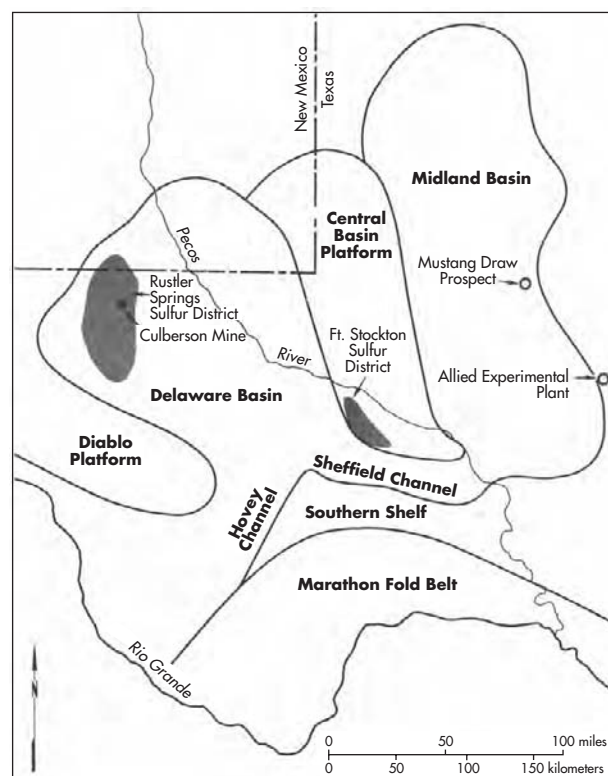 New Mexico
Texas
Midland Basin
Central
Basin
Platform
Pecos
Mustang Draw
Prospect
Rustler
Springs
Sulfur District
Culberson Mine
River
Ft. Stockton
Sulfur
District
Allied Experimental
Plant
Delaware Basin
Diablo
Platform
Sheffield Channel
Hovey
Channel
Southern Shelf
Marathon Fold Belt
Rio Grande
N
0 50 100 miles
0 50 100 150 kilometers